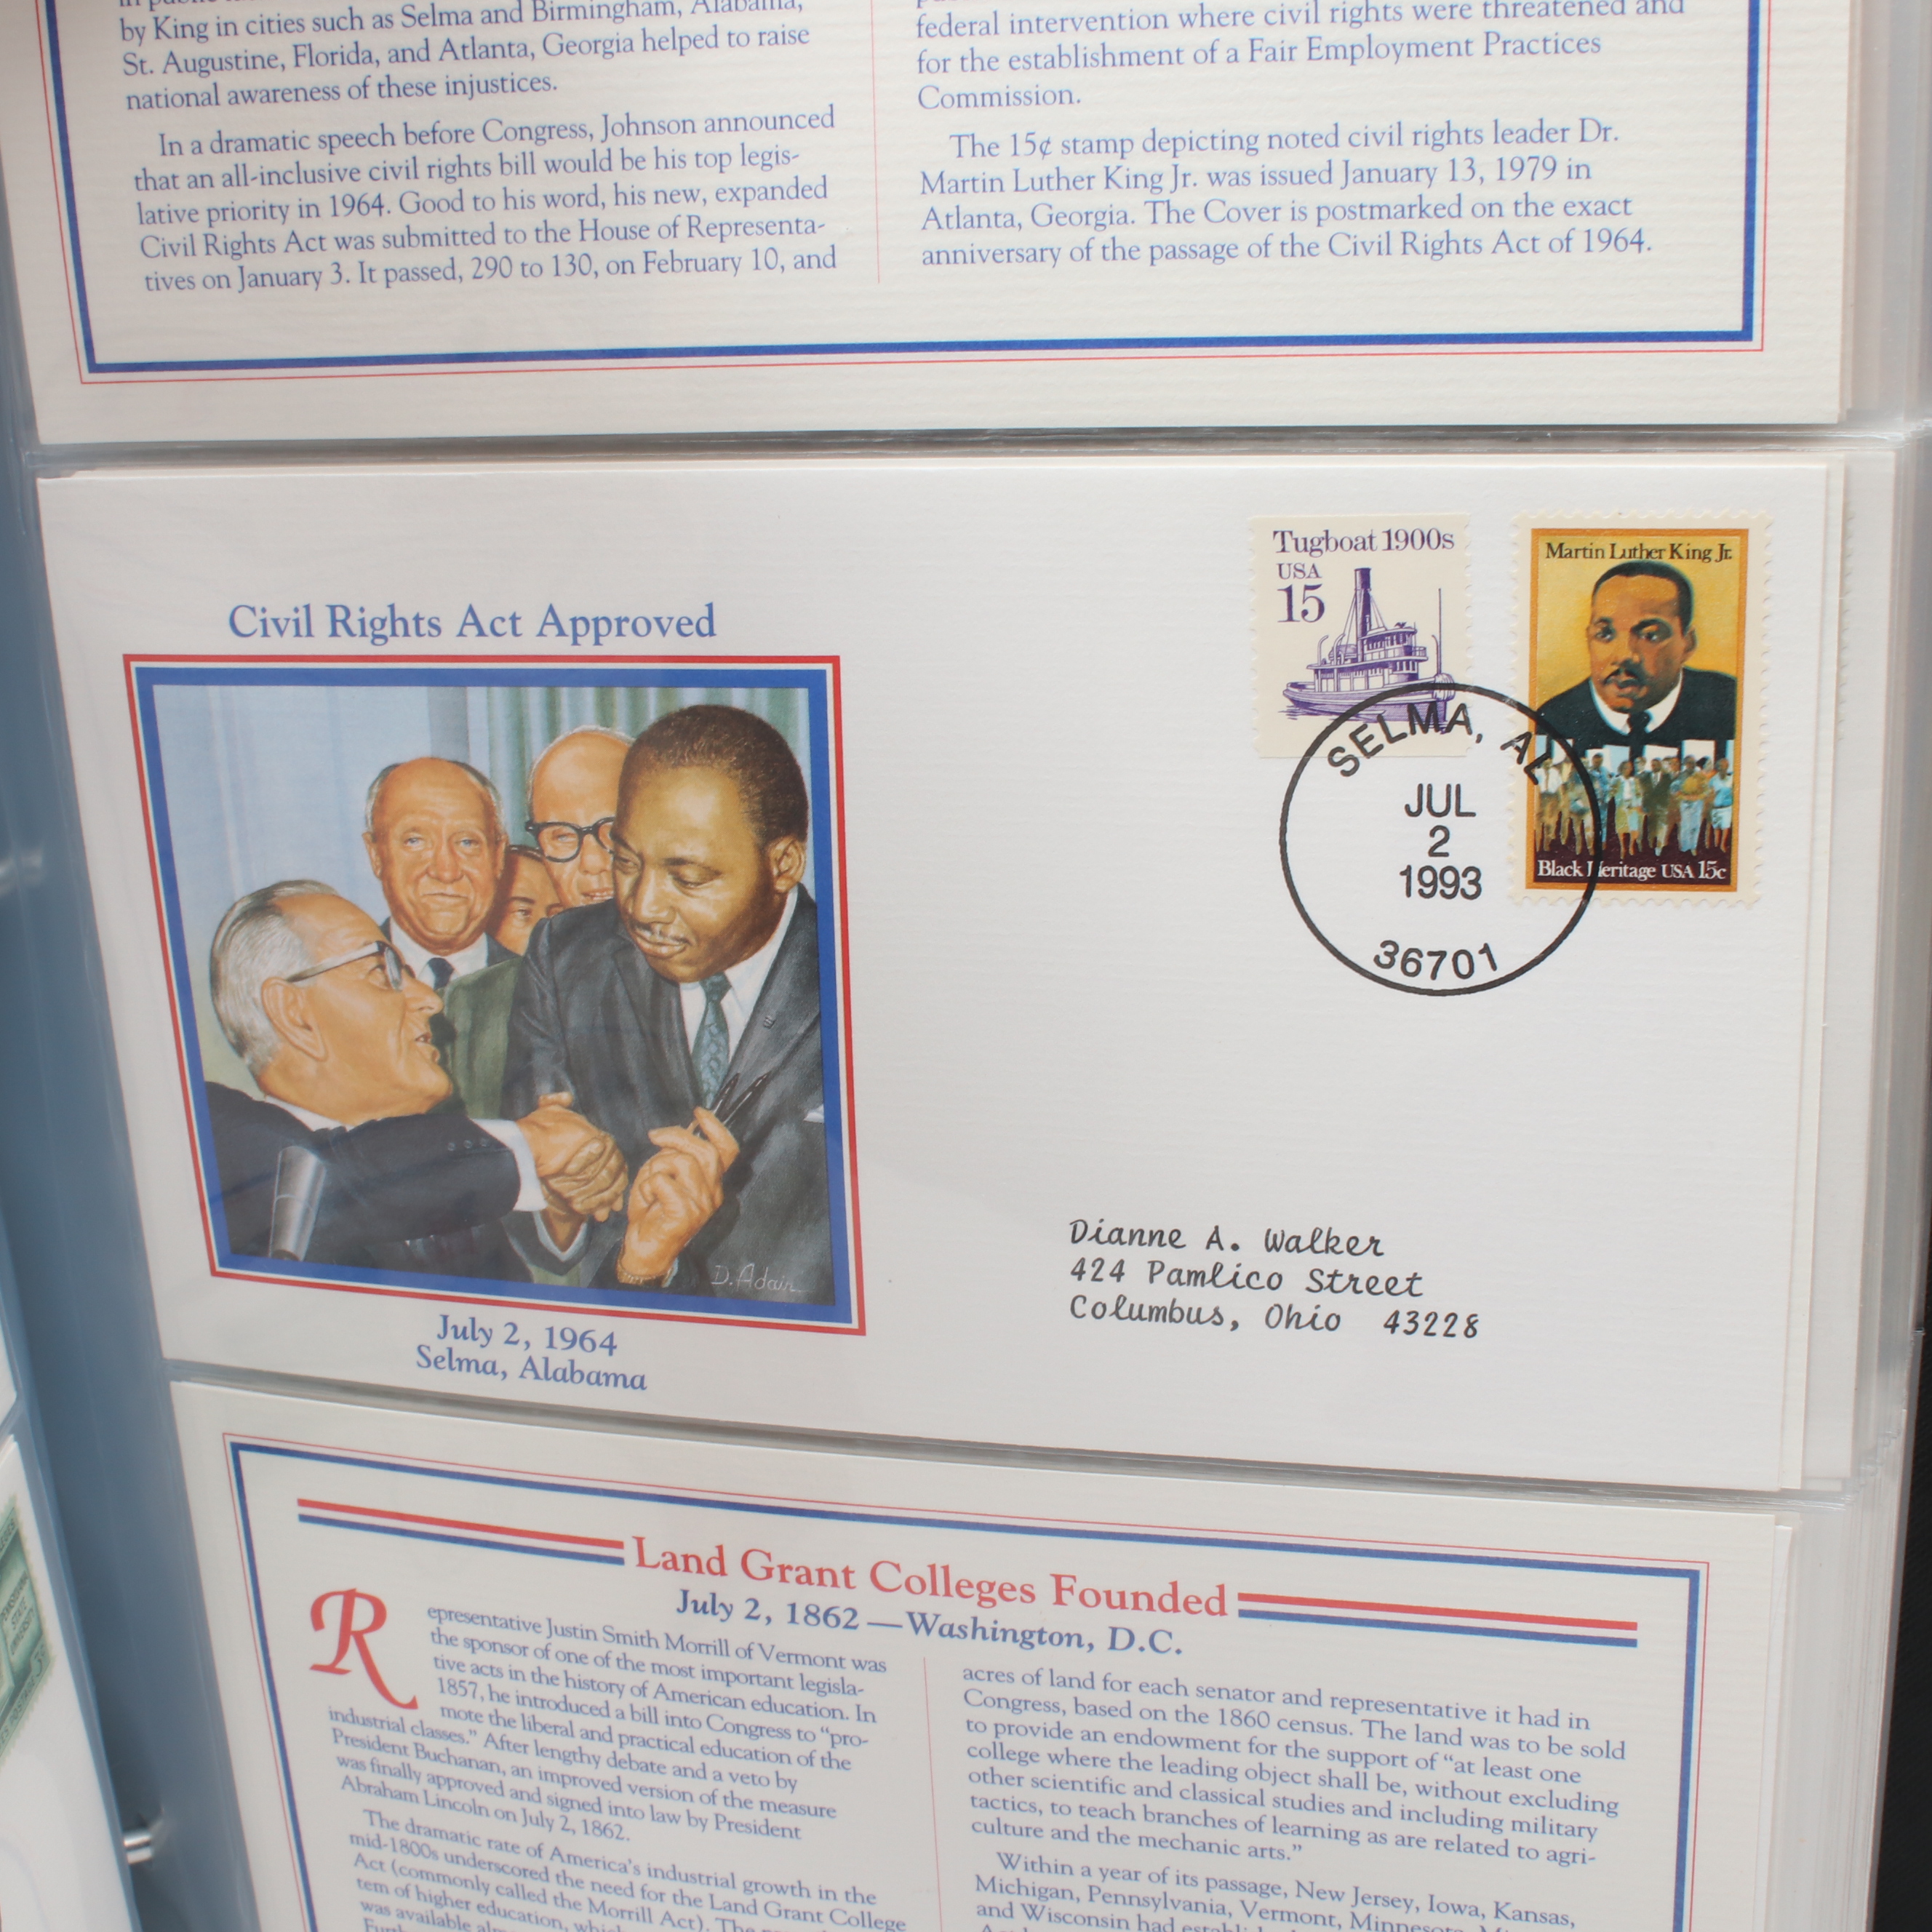 by King in cities such as Selma and Birmingham, Alabama,
St. Augustine, Florida, and Atlanta, Georgia helped to raise
national awareness of these injustices.
In a dramatic speech before Congress, Johnson announced
that an all-inclusive civil rights bill would be his top legis-
lative priority in 1964. Good to his word, his new, expanded
Civil Rights Act was submitted to the House of Representa-
tives on January 3. It passed, 290 to 130, on February 10, and
federal intervention where civil rights were threatened and
for the establishment of a Fair Employment Practices
Commission.
The 15¢ stamp depicting noted civil rights leader Dr.
Martin Luther King Jr. was issued January 13, 1979 in
Atlanta, Georgia. The Cover is postmarked on the exact
anniversary of the passage of the Civil Rights Act of 1964.
Civil Rights Act Approved
D. Adair
July 2, 1964
Selma, Alabama
Tugboat 1900s
USA
15
Martin Luther King Jr.
Black Heritage USA 15c
SELMA, AL
JUL
2
1993
36701
Dianne A. Walker
424 Pamlico Street
Columbus, Ohio 43228
Land Grant Colleges Founded
July 2, 1862—Washington, D.C.
Representative Justin Smith Morrill of Vermont was
the sponsor of one of the most important legisla-
tive acts in the history of American education. In
1857, he introduced a bill into Congress to “pro-
mote the liberal and practical education of the
industrial classes.” After lengthy debate and a veto by
President Buchanan, an improved version of the measure
was finally approved and signed into law by President
Abraham Lincoln on July 2, 1862.
The dramatic rate of America's industrial growth in the
mid-1800s underscored the need for the Land Grant College
Act (commonly called the Morrill Act). The
tem of higher education,
was available
acres of land for each senator and representative it had in
Congress, based on the 1860 census. The land was to be sold
to provide an endowment for the support of “at least one
college where the leading object shall be, without excluding
other scientific and classical studies and including military
tactics, to teach branches of learning as are related to agri-
culture and the mechanic arts.”
Within a year of its passage, New Jersey, Iowa, Kansas,
Michigan, Pennsylvania, Vermont, Minnesota,
and Wisconsin had